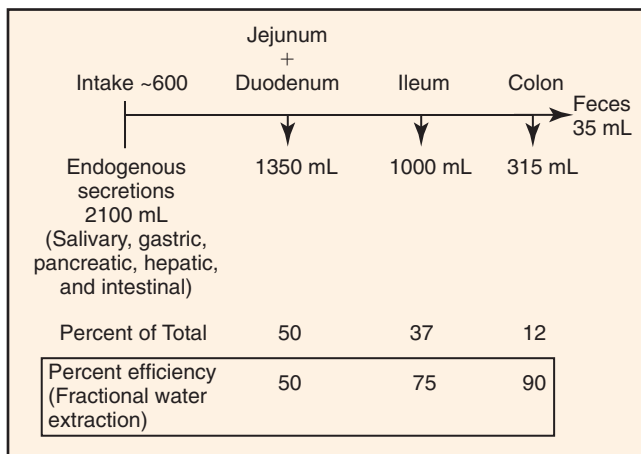 Jejunum
+
Intake ~600 Duodenum Ileum Colon
Feces
35 mL
Endogenous
secretions
2100 mL
(Salivary, gastric,
pancreatic, hepatic,
and intestinal)
1350 mL 1000 mL 315 mL
Percent of Total 50 37 12
Percent efficiency
(Fractional water
extraction)
50 75 90